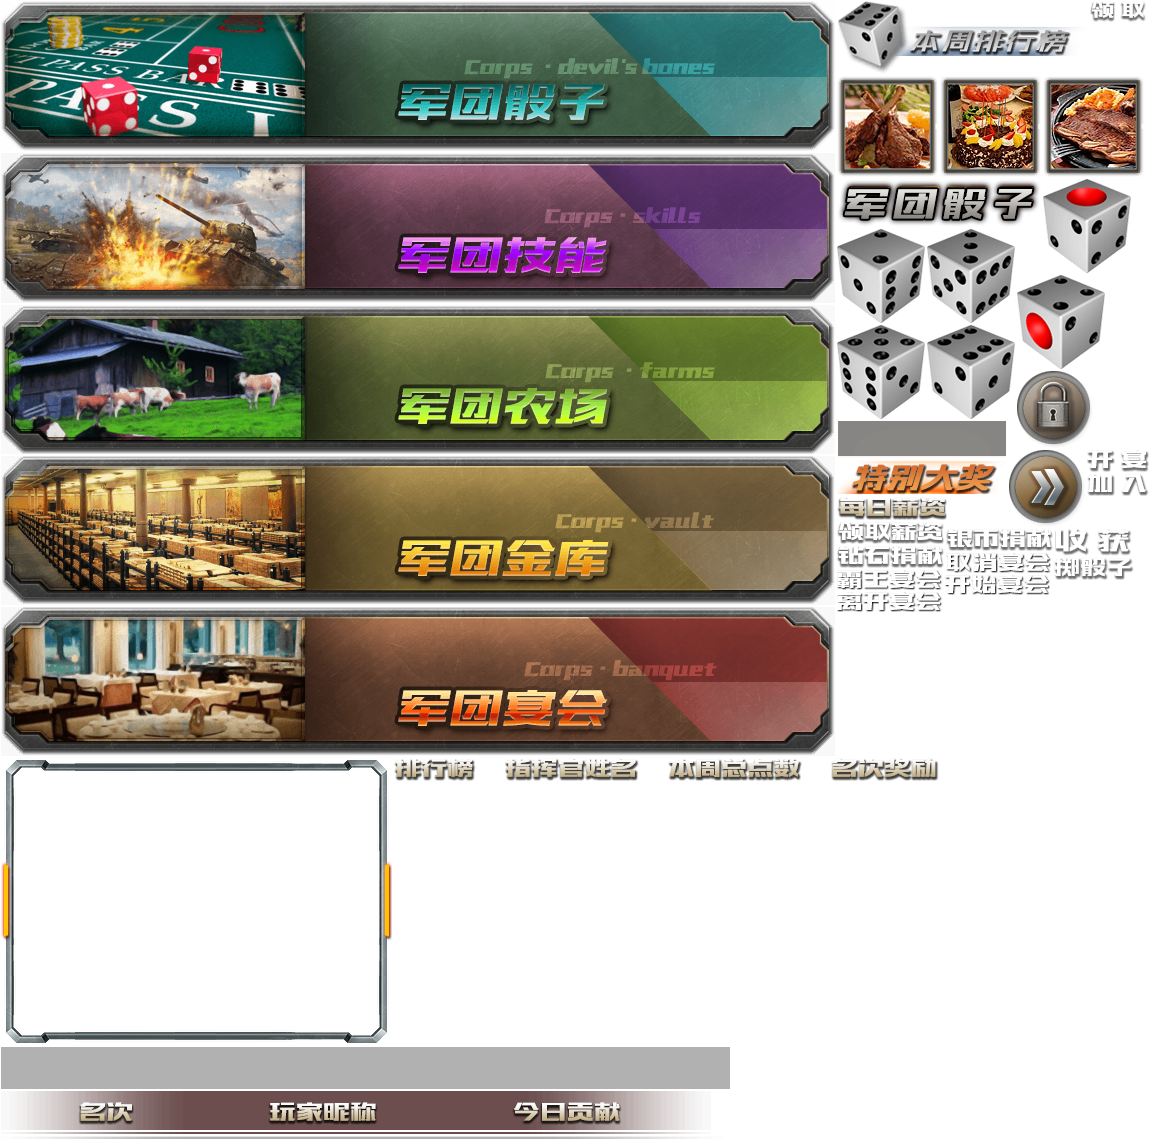 Corps · devil's bones
军团骰子
Corps · skills
军团技能
Corps · farms
军团农场
Corps · vault
军团金库
Corps · banquet
军团宴会
领取
本周排行榜
军团骰子
特别大奖
开宴
加入
每日薪资
领取薪资
钻石捐献
霸王宴会
离开宴会
银币捐献
取消宴会
开始宴会
收获
掷骰子
排行榜 指挥官姓名 本周总点数 名次奖励
名次 玩家昵称 今日贡献
PASS BAR
PASS L